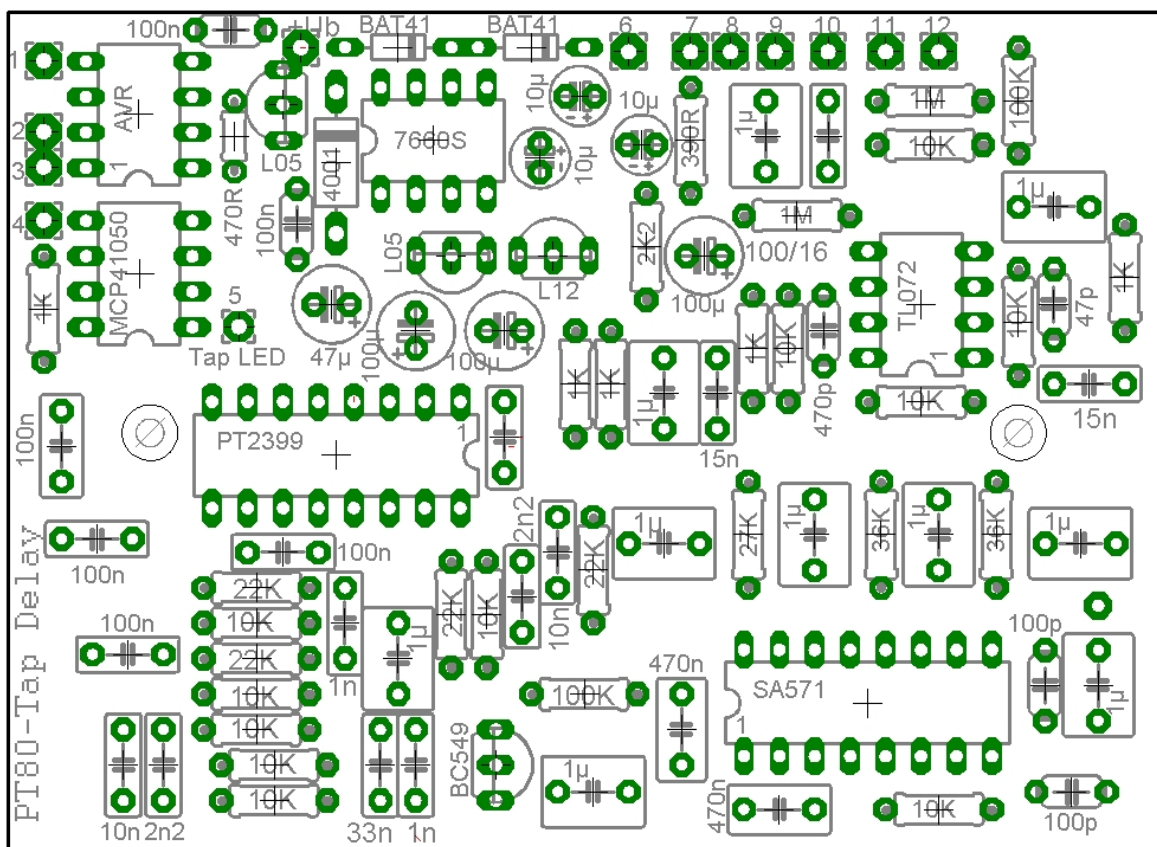 100n
+Ub
BAT41
BAT41
6
7
8
9
10
11
12
1
AVR
2
3
1
470R
L05
4001
7660S
10µ
10µ
10µ
390R
1µ
1M
10K
100K
4
MCP41050
100n
L05
L12
2K2
1M
100/16
100µ
1µ
1K
1K
5
Tap LED
47µ
100µ
100µ
TL072
1
10K
47p
1K
1K
1µ
15n
1K
10K
470p
10K
15n
100n
PT2399
1
100n
100n
2n2
10n
22K
1µ
27K
1µ
36K
1µ
36K
1µ
22K
10K
22K
10K
10K
10K
10K
1n
1µ
22K
10K
100n
100K
470n
SA571
1
100p
1µ
10n
2n2
33n
1n
BC549
1µ
470n
10K
100p
PT80-Tap Delay